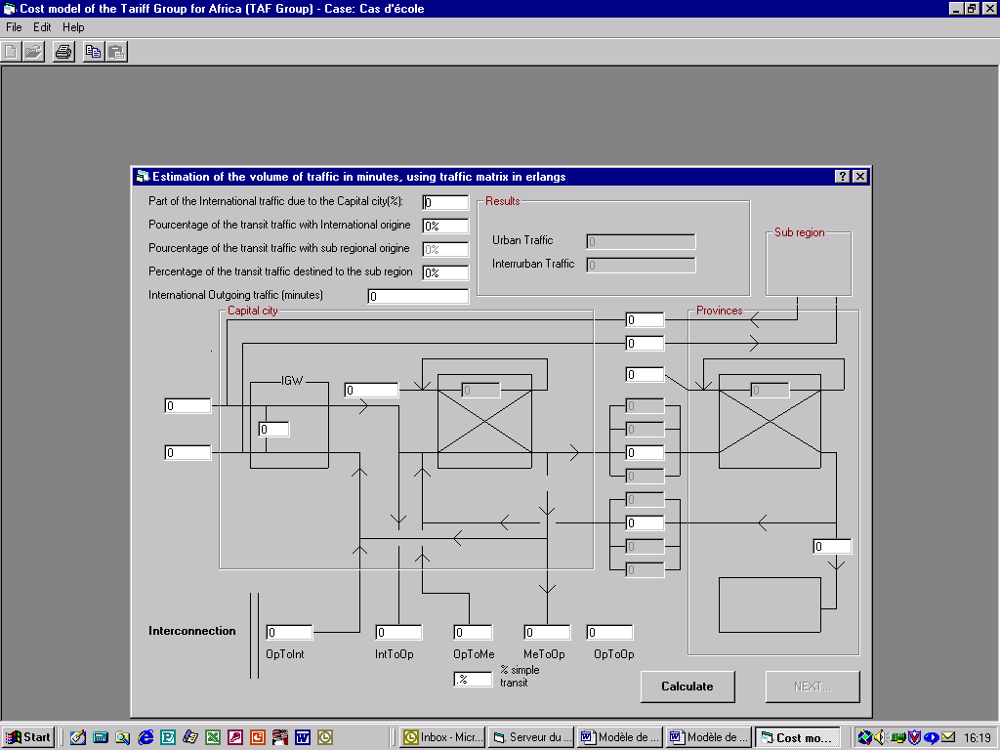 Cost model of the Tariff Group for Africa (TAF Group) - Case: Cas d'école
File Edit Help
Estimation of the volume of traffic in minutes, using traffic matrix in erlangs
Part of the International traffic due to the Capital city(%): 0
Pourcentage of the transit traffic with International origine 0%
Pourcentage of the transit traffic with sub regional origine 0%
Percentage of the transit traffic destined to the sub region 0%
International Outgoing traffic (minutes) 0
Results
Urban Traffic 0
Interrurban Traffic 0
Sub region
Capital city
Provinces
0
0
0
IGW
0 0 0
0 0
0 0
0 0
0
0
0
0
0
0
0
Interconnection
0 0 0 0 0
OpToInt IntToOp OpToMe MeToOp OpToOp
.% % simple
transit
Calculate NEXT...
Start Inbox - Micr... Serveur du ... Modèle de ... Modèle de ... Cost mo... 16:19